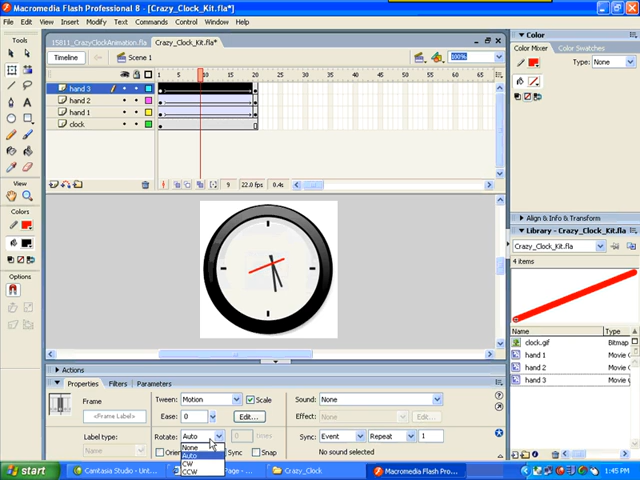 Macromedia Flash Professional 8 - [Crazy_Clock_Kit.fla*]
File Edit View Insert Modify Text Commands Control Window Help
Tools
15811_CrazyClockAnimation.fla Crazy_Clock_Kit.fla*
Timeline Scene 1 100%
1 5 10 15 20 25 30 35 40 45 50 55 60 65
hand 3
hand 2
hand 1
clock
9 22.0 fps 0.4s
View
Colors
Options
Color
Color Mixer Color Swatches
Type: None
Align & Info & Transform
Library - Crazy_Clock_Kit.fla
Crazy_Clock_Kit.fla
4 items
Name Type
clock.gif Bitmap
hand 1 Movie C
hand 2 Movie C
hand 3 Movie C
Actions
Properties Filters Parameters
Frame
<Frame Label>
Label type:
Name
Tween: Motion Scale
Ease: 0 Edit...
Rotate: Auto 0 times
None
Auto
CW
CCW
Sync Snap
Sound: None
Effect: None Edit...
Sync: Event Repeat 1
No sound selected
start Camtasia Studio - Unt... Crazy_Clock Macromedia Flash Pr... 1:45 PM